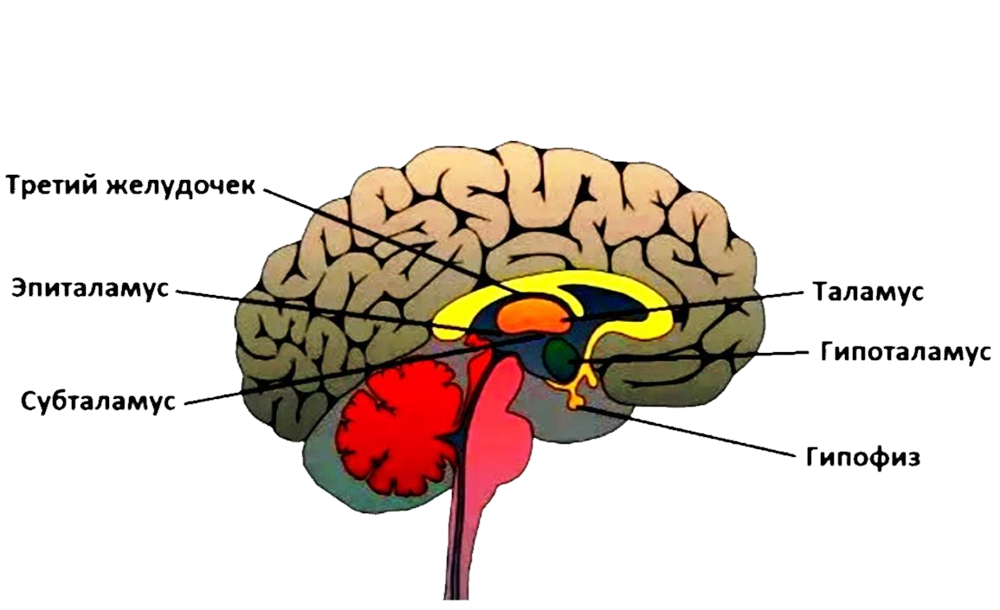 Третий желудочек
Эпиталамус
Субталамус
Таламус
Гипоталамус
Гипофиз